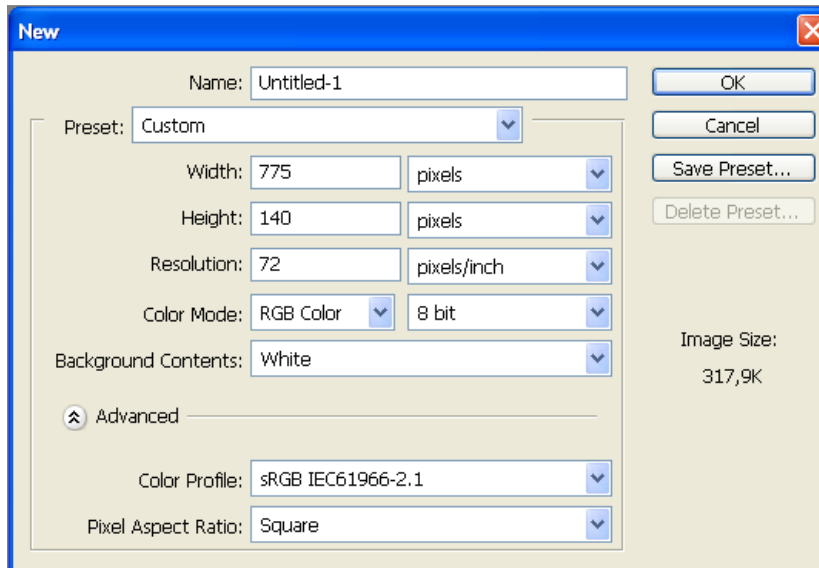 New
Name: Untitled-1
OK
Preset: Custom
Cancel
Width: 775 pixels
Save Preset...
Height: 140 pixels
Delete Preset...
Resolution: 72 pixels/inch
Color Mode: RGB Color 8 bit
Image Size:
Background Contents: White
317,9K
Advanced
Color Profile: sRGB IEC61966-2.1
Pixel Aspect Ratio: Square